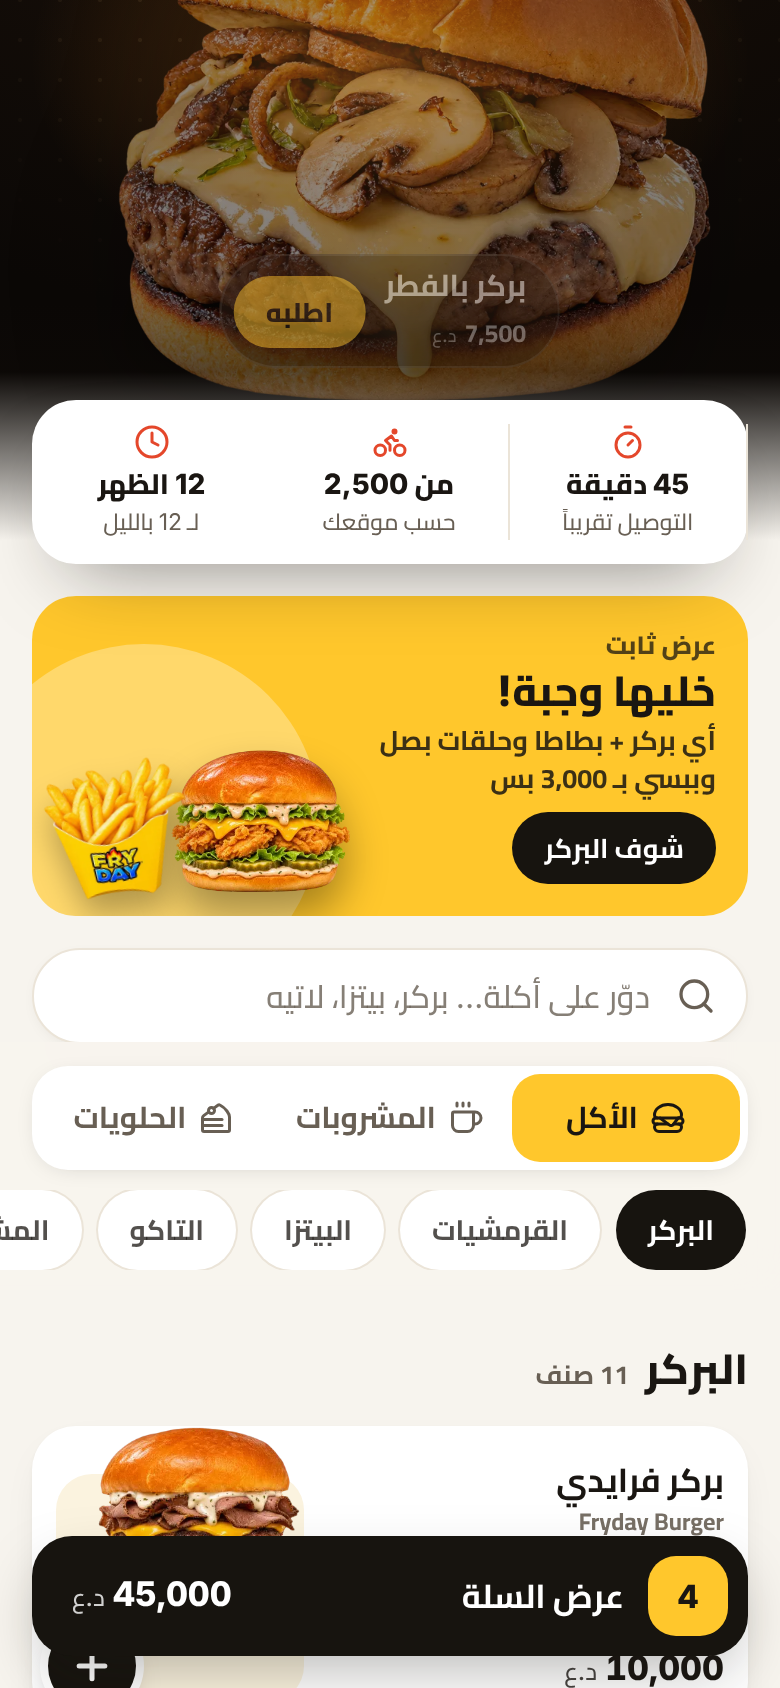 بركر بالفطر
7,500 د.ع
اطلبه
45 دقيقة
التوصيل تقريباً
من 2,500
حسب موقعك
12 الظهر
لـ 12 بالليل
عرض ثابت
خليها وجبة!
أي بركر + بطاطا وحلقات بصل
وببسي بـ 3,000 بس
شوف البركر
FRY
DAY
دوّر على أكلة... بركر، بيتزا، لاتيه
الأكل
المشروبات
الحلويات
البركر
القرمشيات
البيتزا
التاكو
البركر 11 صنف
بركر فرايدي
Fryday Burger
4 عرض السلة 45,000 د.ع
10,000 د.ع